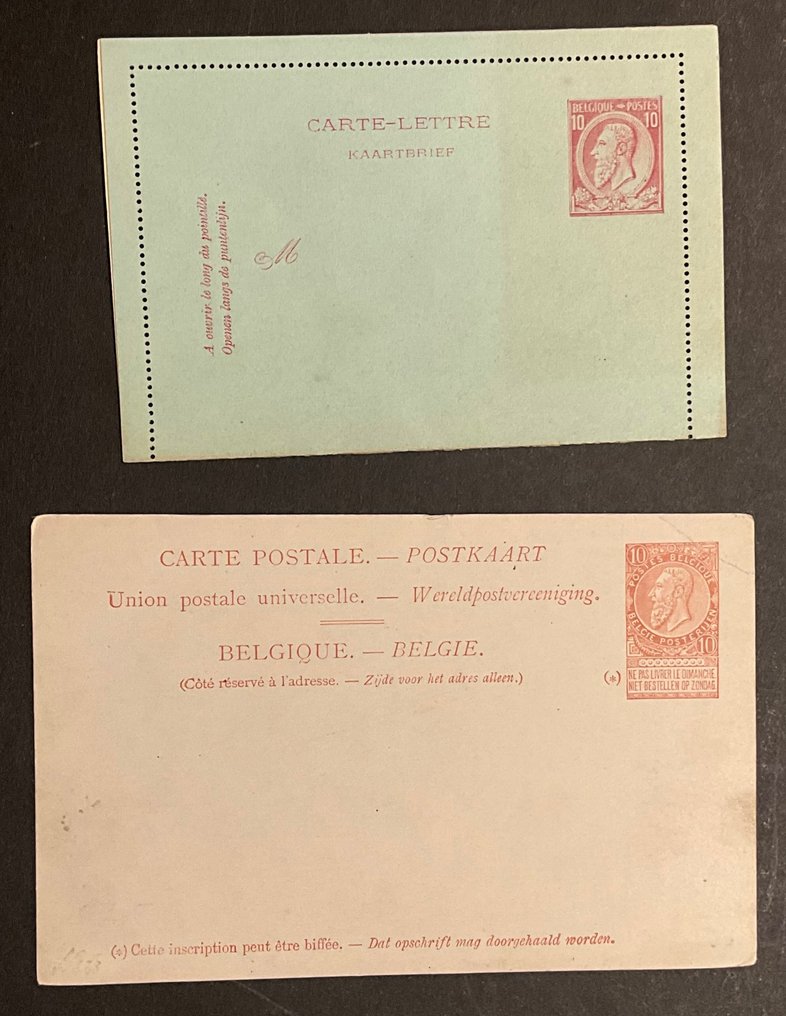 CARTE-LETTRE
KAARTBRIEF
BELGIQUE POSTES
10 10
A ouvrir le long du pointillé.
Openen langs de puntenlijn.
M
CARTE POSTALE. — POSTKAART
Union postale universelle. — Wereldpostvereeniging.
BELGIQUE. — BELGIE.
(Côté réservé à l'adresse. — Zijde voor het adres alleen.)
(*)
10
POSTES BELGIQUE
BELGIE POSTERIJEN
10
NE PAS LIVRER LE DIMANCHE
NIET BESTELLEN OP ZONDAG
(*) Cette inscription peut être biffée. — Dat opschrift mag doorgehaald worden.